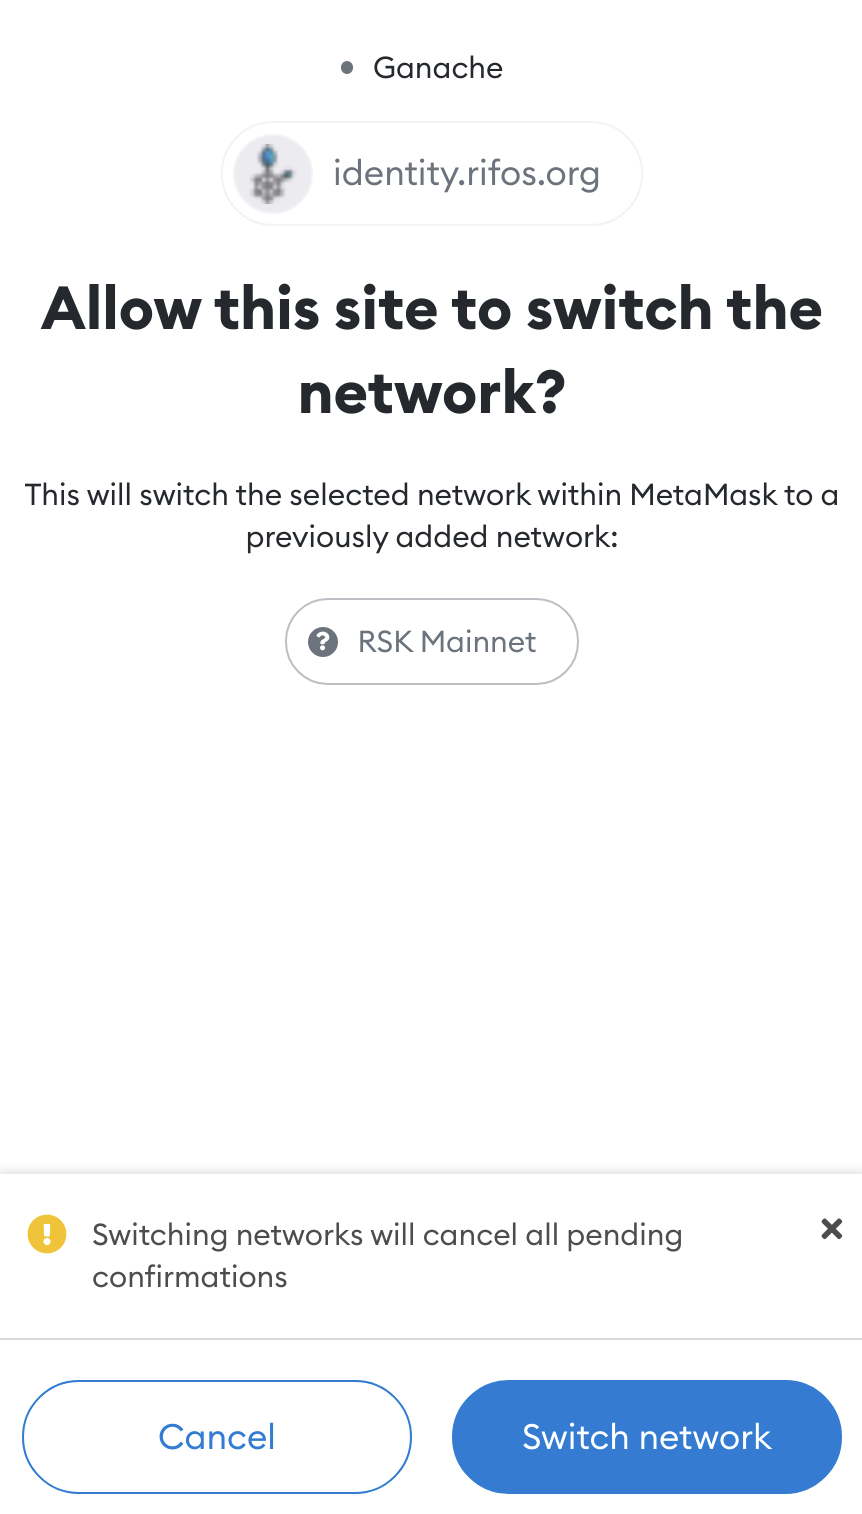 Ganache
identity.rifos.org
Allow this site to switch the
network?
This will switch the selected network within MetaMask to a
previously added network:
RSK Mainnet
Switching networks will cancel all pending
confirmations
Cancel
Switch network